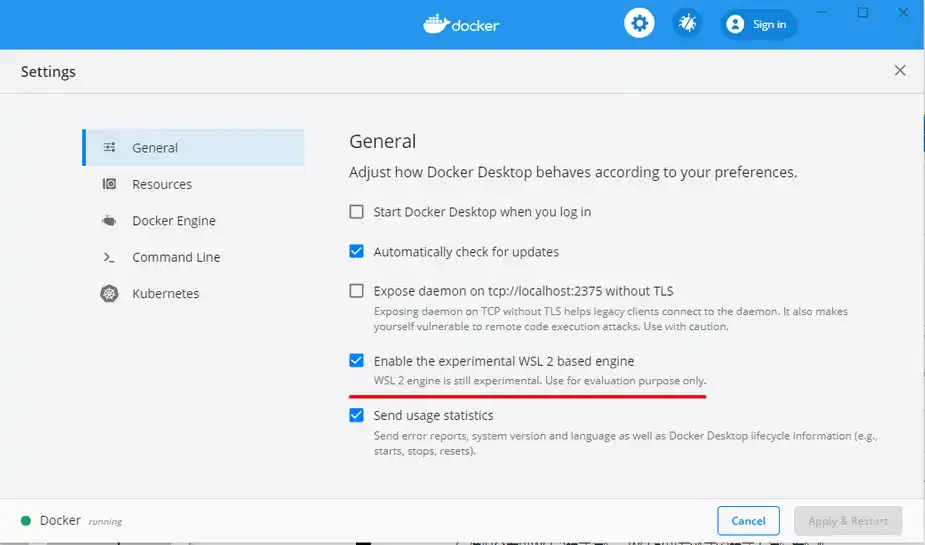 docker
Sign in
Settings
General
Resources
Docker Engine
Command Line
Kubernetes
General
Adjust how Docker Desktop behaves according to your preferences.
Start Docker Desktop when you log in
Automatically check for updates
Expose daemon on tcp://localhost:2375 without TLS
Exposing daemon on TCP without TLS helps legacy clients connect to the daemon. It also makes
yourself vulnerable to remote code execution attacks. Use with caution.
Enable the experimental WSL 2 based engine
WSL 2 engine is still experimental. Use for evaluation purpose only.
Send usage statistics
Send error reports, system version and language as well as Docker Desktop lifecycle information (e.g.,
starts, stops, resets).
Docker running
Cancel
Apply & Restart